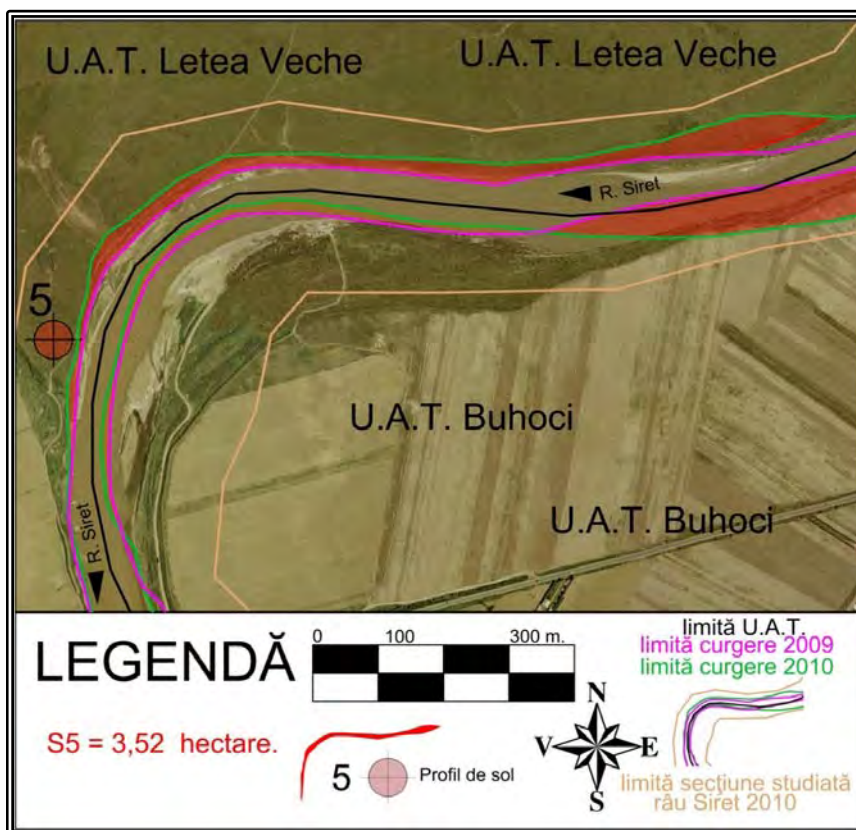 U.A.T. Letea Veche
U.A.T. Letea Veche
R. Siret
5
U.A.T. Buhoci
U.A.T. Buhoci
R. Siret
LEGENDĂ
0 100 300 m.
S5 = 3,52 hectare.
5 Profil de sol
N
V E
S
limită U.A.T.
limită curgere 2009
limită curgere 2010
limită secţiune studiată
râu Siret 2010